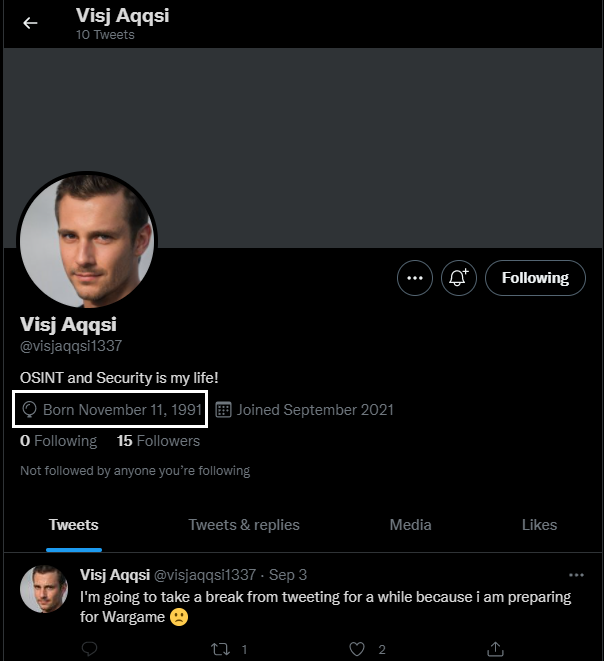 Visj Aqqsi
10 Tweets
Following
Visj Aqqsi
@visjaqqsi1337
OSINT and Security is my life!
Born November 11, 1991 Joined September 2021
0 Following 15 Followers
Not followed by anyone you're following
Tweets Tweets & replies Media Likes
Visj Aqqsi @visjaqqsi1337 · Sep 3
I'm going to take a break from tweeting for a while because i am preparing
for Wargame 🙁
1 2